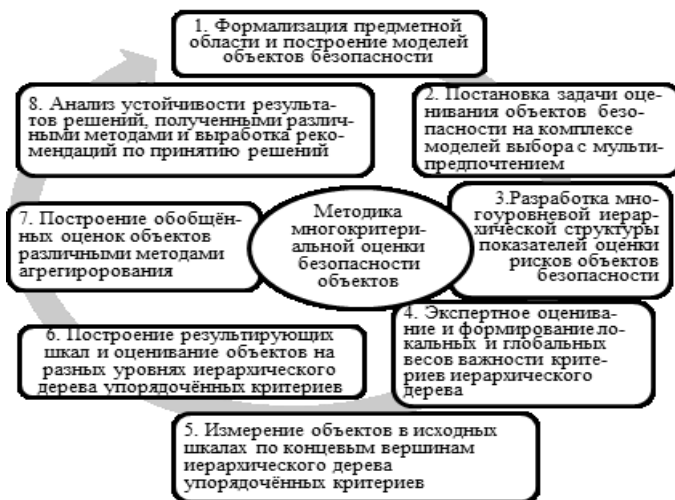 1. Формализация предметной
области и построение моделей
объектов безопасности
2. Постановка задачи оце-
нивания объектов безо-
пасности на комплексе
моделей выбора с мульти-
предпочтением
3.Разработка мно-
гоуровневой иерар-
хической структуры
показателей оценки
рисков объектов
безопасности
4. Экспертное оценива-
ние и формирование ло-
кальных и глобальных
весов важности крите-
риев иерархического
дерева
5. Измерение объектов в исходных
шкалах по концевым вершинам
иерархического дерева
упорядочённых критериев
6. Построение результирующих
шкал и оценивание объектов на
разных уровнях иерархического
дерева упорядочённых критериев
7. Построение обобщён-
ных оценок объектов
различными методами
агрегирорования
8. Анализ устойчивости результа-
тов решений, полученными различ-
ными методами и выработка реко-
мендаций по принятию решений
Методика
многокритери-
альной оценки
безопасности
объектов